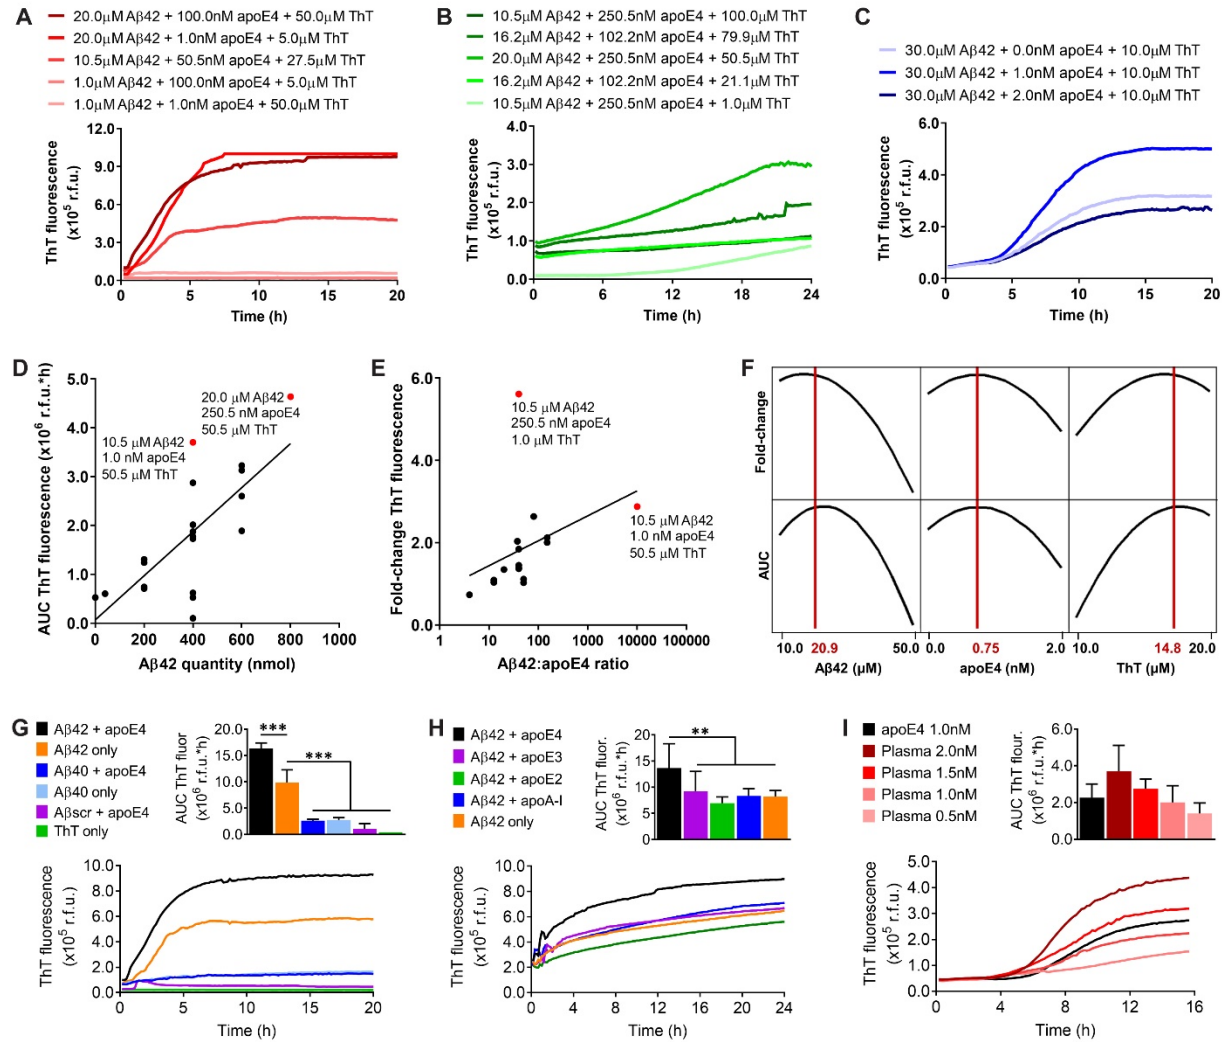 A
20.0µM Aβ42 + 100.0nM apoE4 + 50.0µM ThT
20.0µM Aβ42 + 1.0nM apoE4 + 5.0µM ThT
10.5µM Aβ42 + 50.5nM apoE4 + 27.5µM ThT
1.0µM Aβ42 + 100.0nM apoE4 + 5.0µM ThT
1.0µM Aβ42 + 1.0nM apoE4 + 50.0µM ThT
ThT fluorescence
(x10⁵ r.f.u.)
12.0
9.0
6.0
3.0
0.0
0 5 10 15 20
Time (h)
B
10.5µM Aβ42 + 250.5nM apoE4 + 100.0µM ThT
16.2µM Aβ42 + 102.2nM apoE4 + 79.9µM ThT
20.0µM Aβ42 + 250.5nM apoE4 + 50.5µM ThT
16.2µM Aβ42 + 102.2nM apoE4 + 21.1µM ThT
10.5µM Aβ42 + 250.5nM apoE4 + 1.0µM ThT
ThT fluorescence
(x10⁵ r.f.u.)
4.0
3.0
2.0
1.0
0.0
0 6 12 18 24
Time (h)
C
30.0µM Aβ42 + 0.0nM apoE4 + 10.0µM ThT
30.0µM Aβ42 + 1.0nM apoE4 + 10.0µM ThT
30.0µM Aβ42 + 2.0nM apoE4 + 10.0µM ThT
ThT fluorescence
(x10⁵ r.f.u.)
6.0
4.0
2.0
0.0
0 5 10 15 20
Time (h)
D
AUC ThT fluorescence (x10⁶ r.f.u.*h)
5.0
4.0
3.0
2.0
1.0
0.0
20.0 µM Aβ42
250.5 nM apoE4
50.5 µM ThT
10.5 µM Aβ42
1.0 nM apoE4
50.5 µM ThT
0 200 400 600 800 1000
Aβ42 quantity (nmol)
E
Fold-change ThT fluorescence
6.0
4.0
2.0
0.0
10.5 µM Aβ42
250.5 nM apoE4
1.0 µM ThT
10.5 µM Aβ42
1.0 nM apoE4
50.5 µM ThT
1 10 100 1000 10000 100000
Aβ42:apoE4 ratio
F
Fold-change
AUC
10.0 20.9 50.0
Aβ42 (µM)
0.0 0.75 2.0
apoE4 (nM)
10.0 14.8 20.0
ThT (µM)
G
Aβ42 + apoE4
Aβ42 only
Aβ40 + apoE4
Aβ40 only
Aβscr + apoE4
ThT only
AUC ThT fluor
(x10⁶ r.f.u.*h)
20.0
15.0
10.0
5.0
0.0
***
***
ThT fluorescence
(x10⁵ r.f.u.)
10.0
8.0
6.0
4.0
2.0
0.0
0 5 10 15 20
Time (h)
H
Aβ42 + apoE4
Aβ42 + apoE3
Aβ42 + apoE2
Aβ42 + apoA-I
Aβ42 only
AUC ThT fluor.
(x10⁶ r.f.u.*h)
20
15
10
5
0
**
ThT fluorescence
(x10⁵ r.f.u.)
10.0
8.0
6.0
4.0
2.0
0.0
0 4 8 12 16 20 24
Time (h)
I
apoE4 1.0nM
Plasma 2.0nM
Plasma 1.5nM
Plasma 1.0nM
Plasma 0.5nM
AUC ThT flour.
(x10⁶ r.f.u.*h)
6.0
4.0
2.0
0.0
ThT fluorescence
(x10⁵ r.f.u.)
5.0
4.0
3.0
2.0
1.0
0.0
0 4 8 12 16
Time (h)